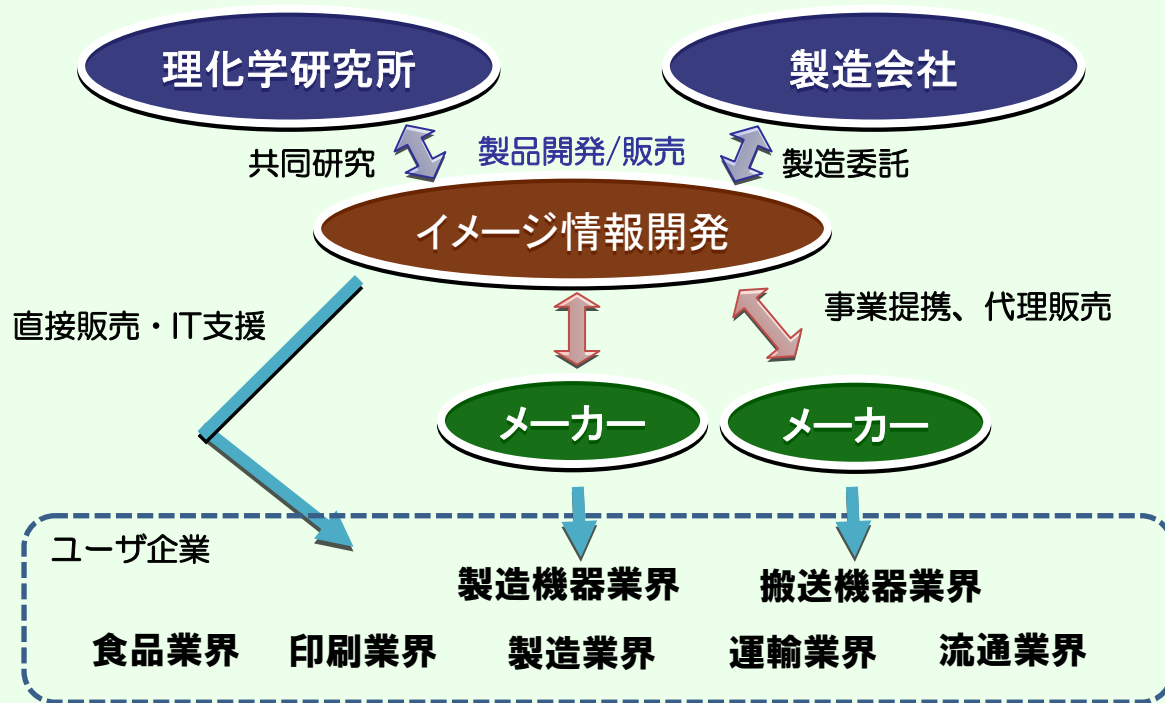 理化学研究所
製造会社
共同研究
製品開発/販売
製造委託
イメージ情報開発
直接販売・IT支援
事業提携、代理販売
メーカー
メーカー
ユーザ企業
製造機器業界
搬送機器業界
食品業界
印刷業界
製造業界
運輸業界
流通業界